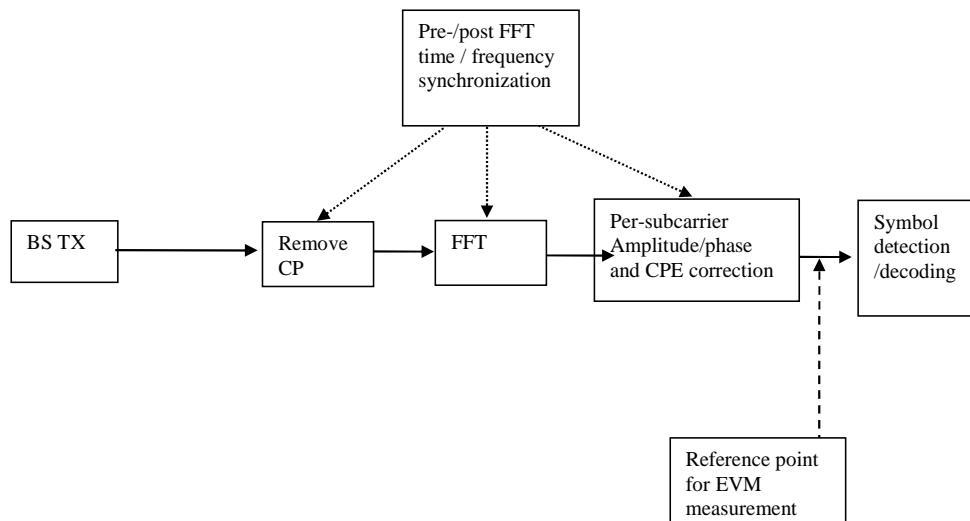 Pre-/post FFT
time / frequency
synchronization
BS TX
Remove
CP
FFT
Per-subcarrier
Amplitude/phase
and CPE correction
Symbol
detection
/decoding
Reference point
for EVM
measurement